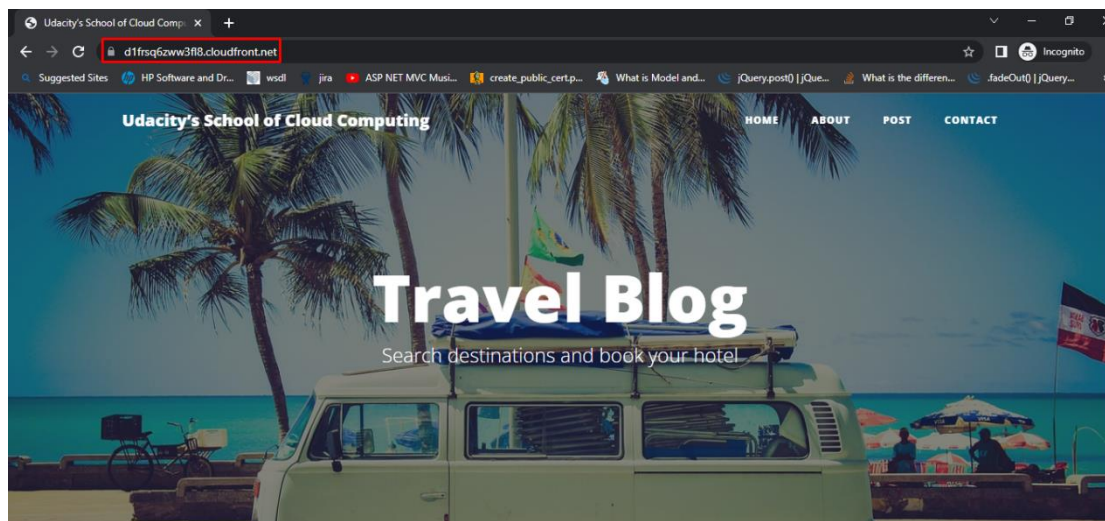 Udacity's School of Cloud Comp
d1frsq6zww3fl8.cloudfront.net
Incognito
Suggested Sites HP Software and Dr... wsdl jira ASP NET MVC Musi... create_public_cert.p... What is Model and... jQuery.post() | jQue... What is the differen... .fadeOut() | jQuery...
Udacity's School of Cloud Computing HOME ABOUT POST CONTACT
Travel Blog
Search destinations and book your hotel